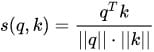 s(q, k) = \frac{q^T k}{||q|| \cdot ||k||}